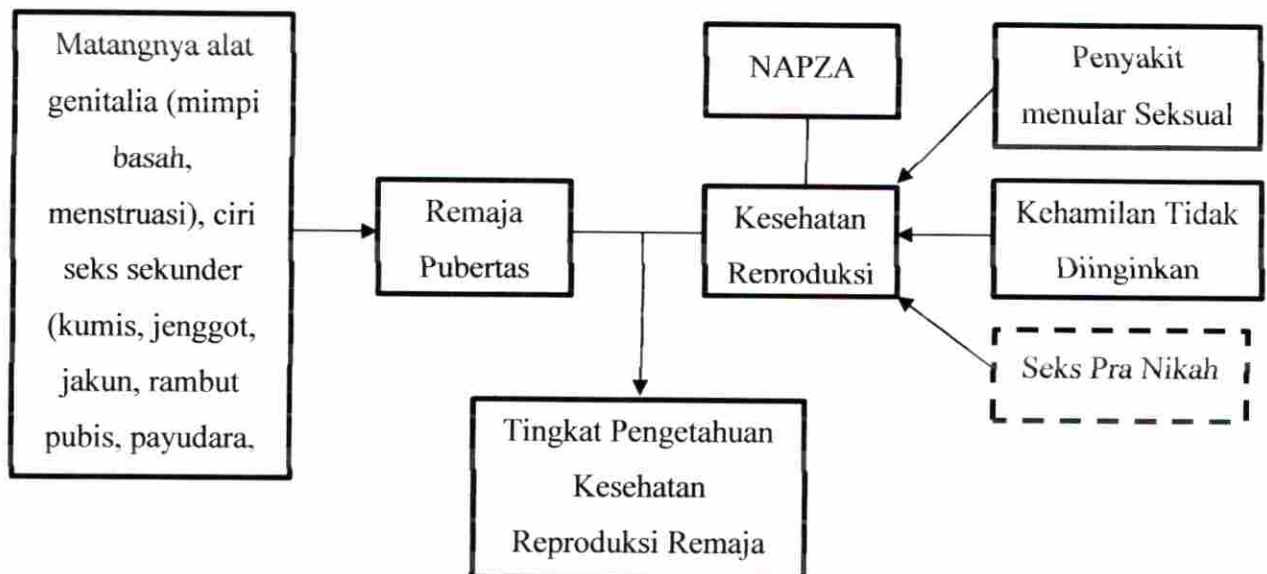 Matangnya alat
genitalia (mimpi
basah,
menstruasi), ciri
seks sekunder
(kumis, jenggot,
jakun, rambut
pubis, payudara,
Remaja
Pubertas
NAPZA
Kesehatan
Reproduksi
Penyakit
menular Seksual
Kehamilan Tidak
Diinginkan
Seks Pra Nikah
Tingkat Pengetahuan
Kesehatan
Reproduksi Remaja